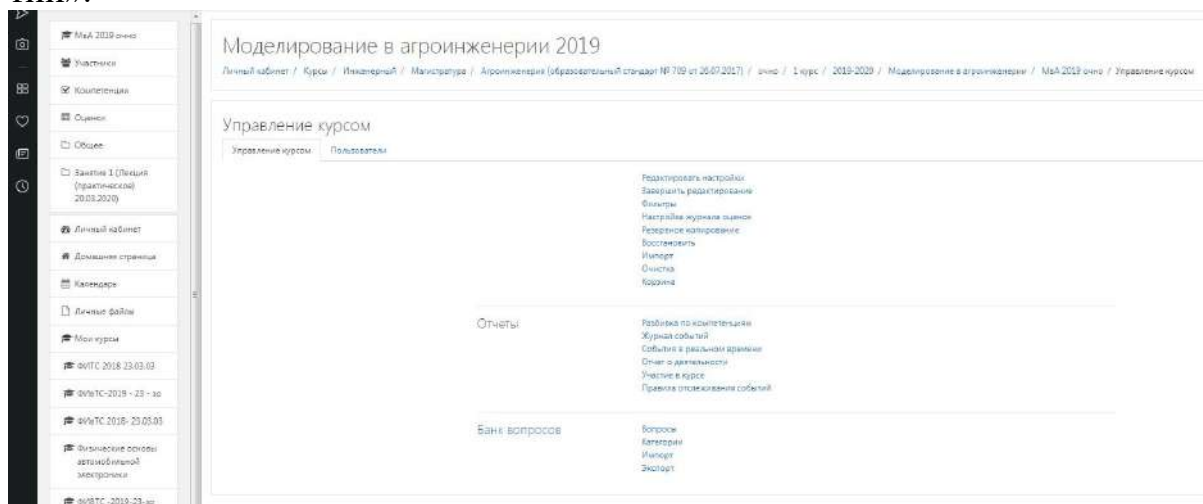 МвА 2019 очно
Участники
Компетенции
Оценки
Общее
Занятие 1 (Лекция
(практическое)
20.03.2020)
Личный кабинет
Домашняя страница
Календарь
Личные файлы
Мои курсы
ФИТС 2018 23.03.03
ФИвТС-2019 - 23 - зо
ФИвТС 2018- 23.03.03
Физические основы
автомобильной
электроники
ФИВТС -2019-23-зо
Моделирование в агроинженерии 2019
Личный кабинет / Курсы / Инженерный / Магистратура / Агроинженерия (образовательный стандарт № 709 от 26.07.2017) / очно / 1 курс / 2019-2020 / Моделирование в агроинженерии / МвА 2019 очно / Управление курсом
Управление курсом
Управление курсом Пользователи
Редактировать настройки
Завершить редактирование
Фильтры
Настройка журнала оценок
Резервное копирование
Восстановить
Импорт
Очистка
Корзина
Отчеты
Разбивка по компетенциям
Журнал событий
События в реальном времени
Отчет о деятельности
Участие в курсе
Правила отслеживания событий
Банк вопросов
Вопросы
Категории
Импорт
Экспорт